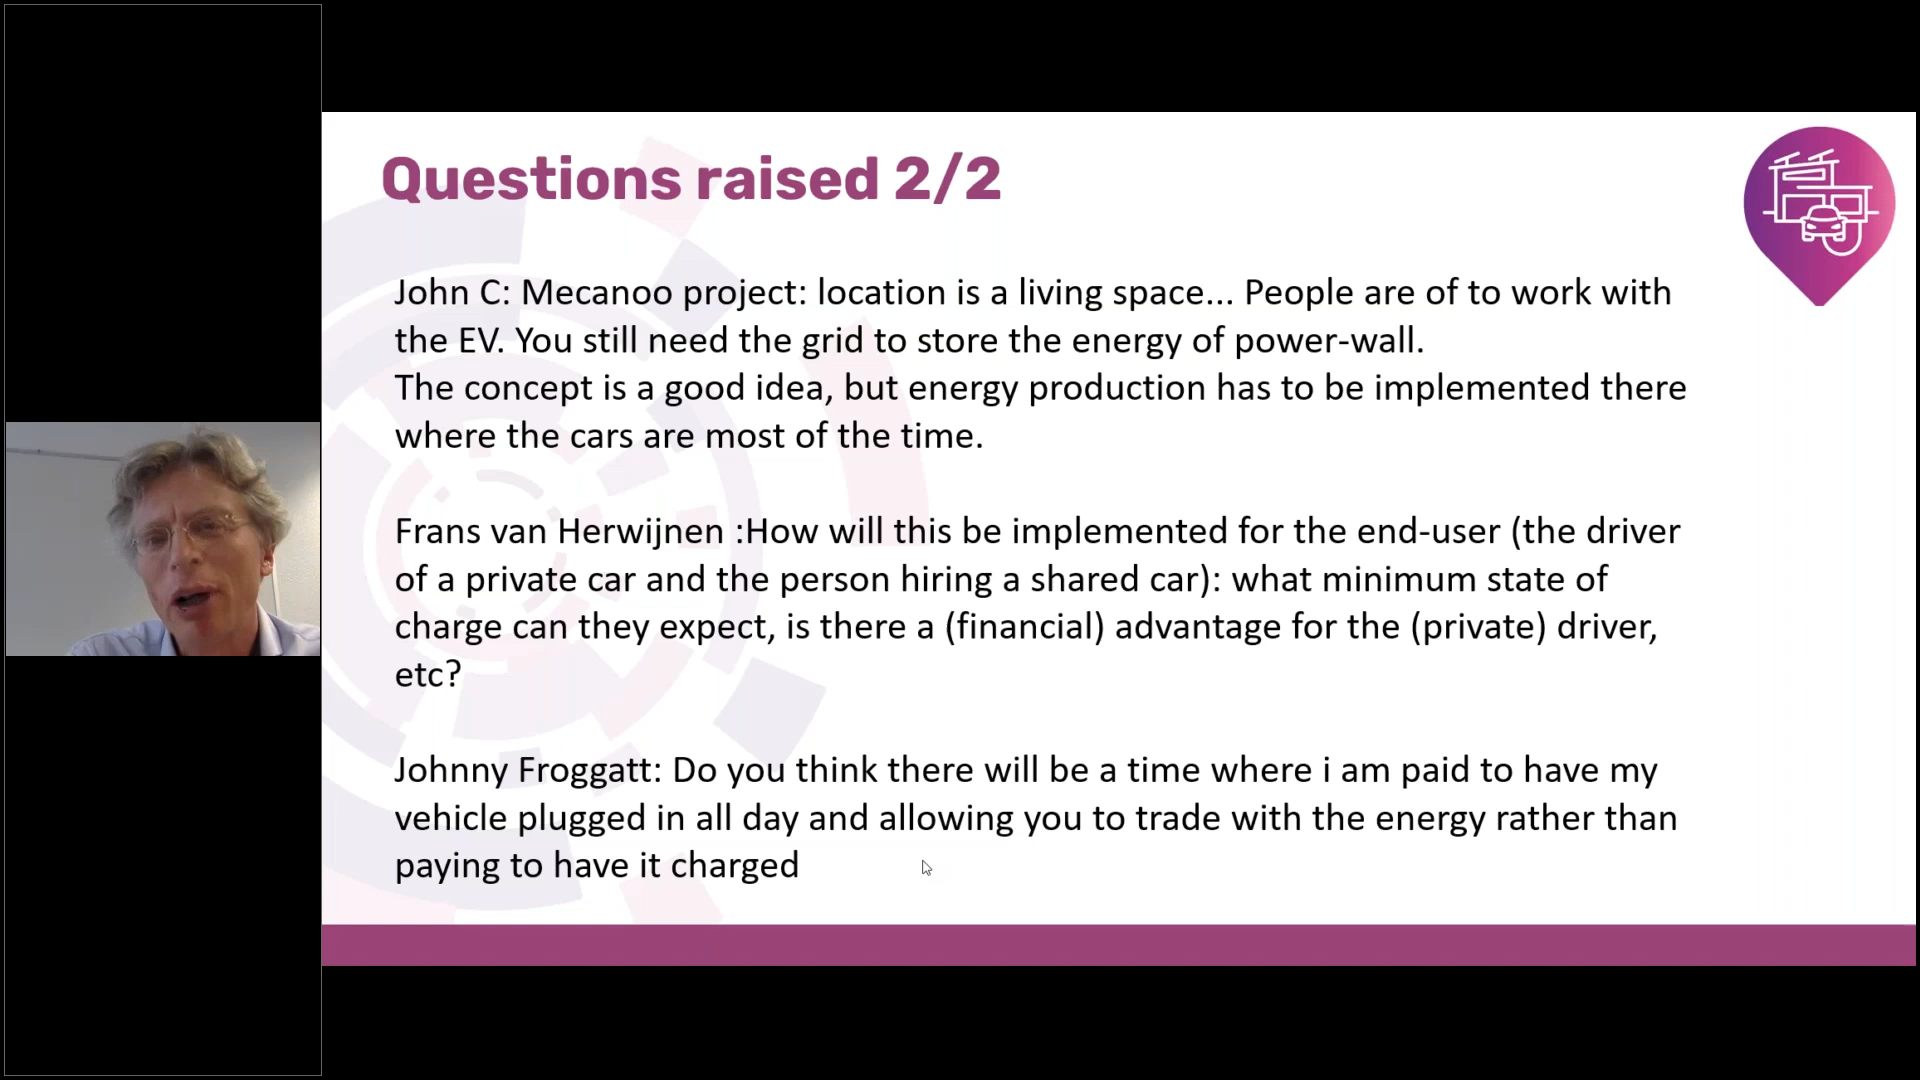 Questions raised 2/2
John C: Mecanoo project: location is a living space... People are of to work with
the EV. You still need the grid to store the energy of power-wall.
The concept is a good idea, but energy production has to be implemented there
where the cars are most of the time.
Frans van Herwijnen :How will this be implemented for the end-user (the driver
of a private car and the person hiring a shared car): what minimum state of
charge can they expect, is there a (financial) advantage for the (private) driver,
etc?
Johnny Froggatt: Do you think there will be a time where i am paid to have my
vehicle plugged in all day and allowing you to trade with the energy rather than
paying to have it charged